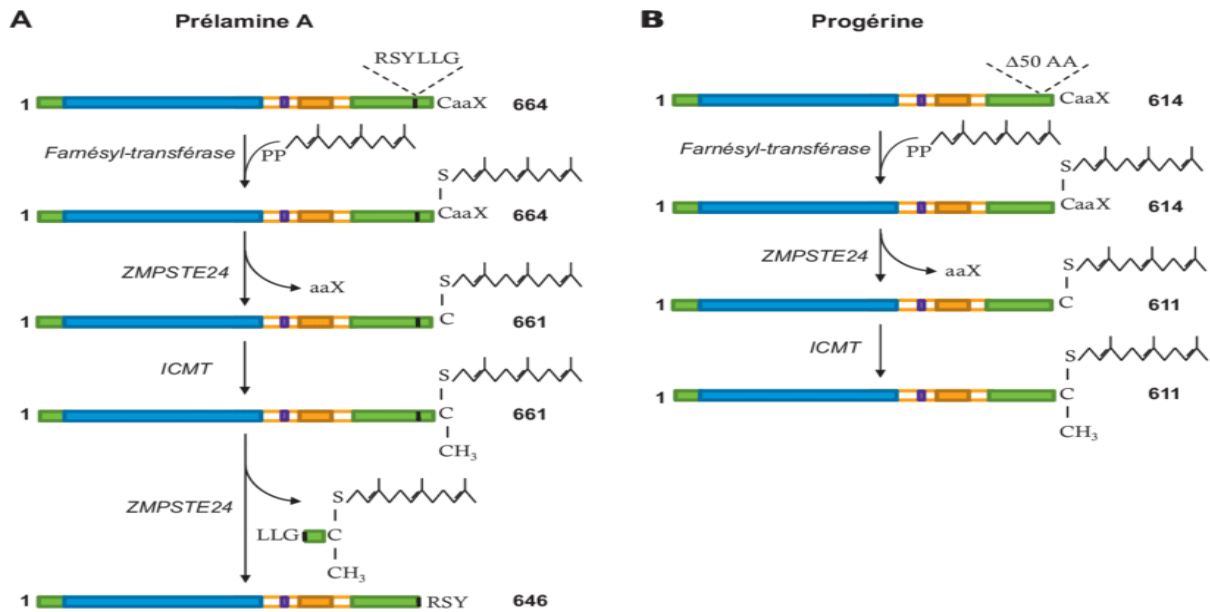 A Prélamine A
RSYLLG
1 CaaX 664
Farnésyl-transférase PP
S
1 CaaX 664
ZMPSTE24 aaX
S
1 C 661
ICMT
S
1 C 661
CH3
ZMPSTE24
S
LLG C
CH3
1 RSY 646
B Progérine
Δ50 AA
1 CaaX 614
Farnésyl-transférase PP
S
1 CaaX 614
ZMPSTE24 aaX
S
1 C 611
ICMT
S
1 C 611
CH3